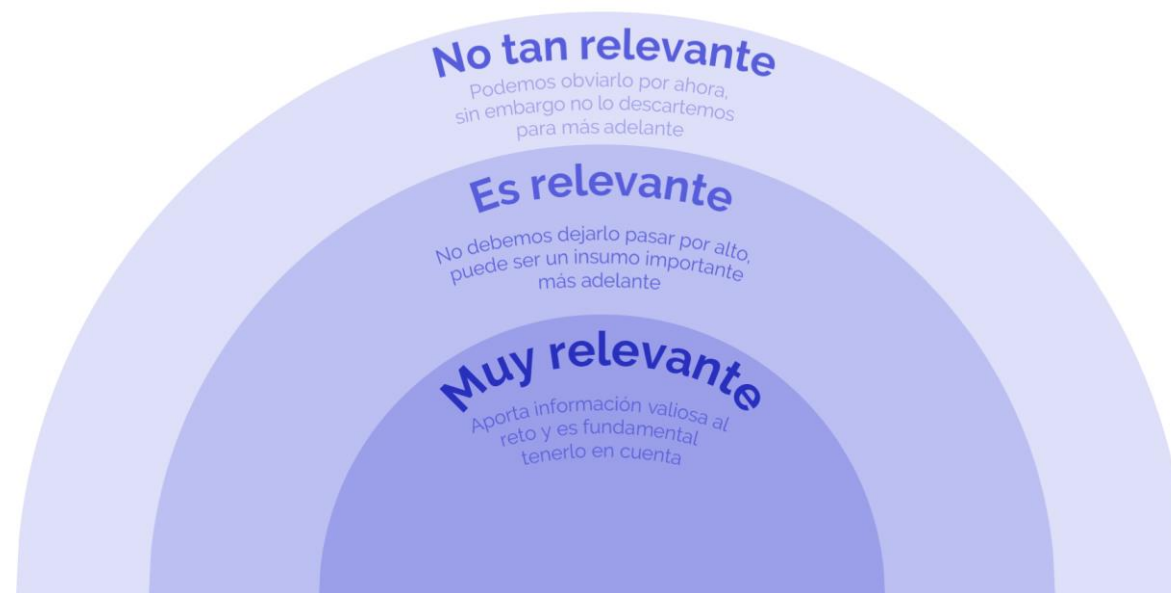 No tan relevante
Podemos obviarlo por ahora,
sin embargo no lo descartemos
para más adelante
Es relevante
No debemos dejarlo pasar por alto,
puede ser un insumo importante
más adelante
Muy relevante
Aporta información valiosa al
reto y es fundamental
tenerlo en cuenta